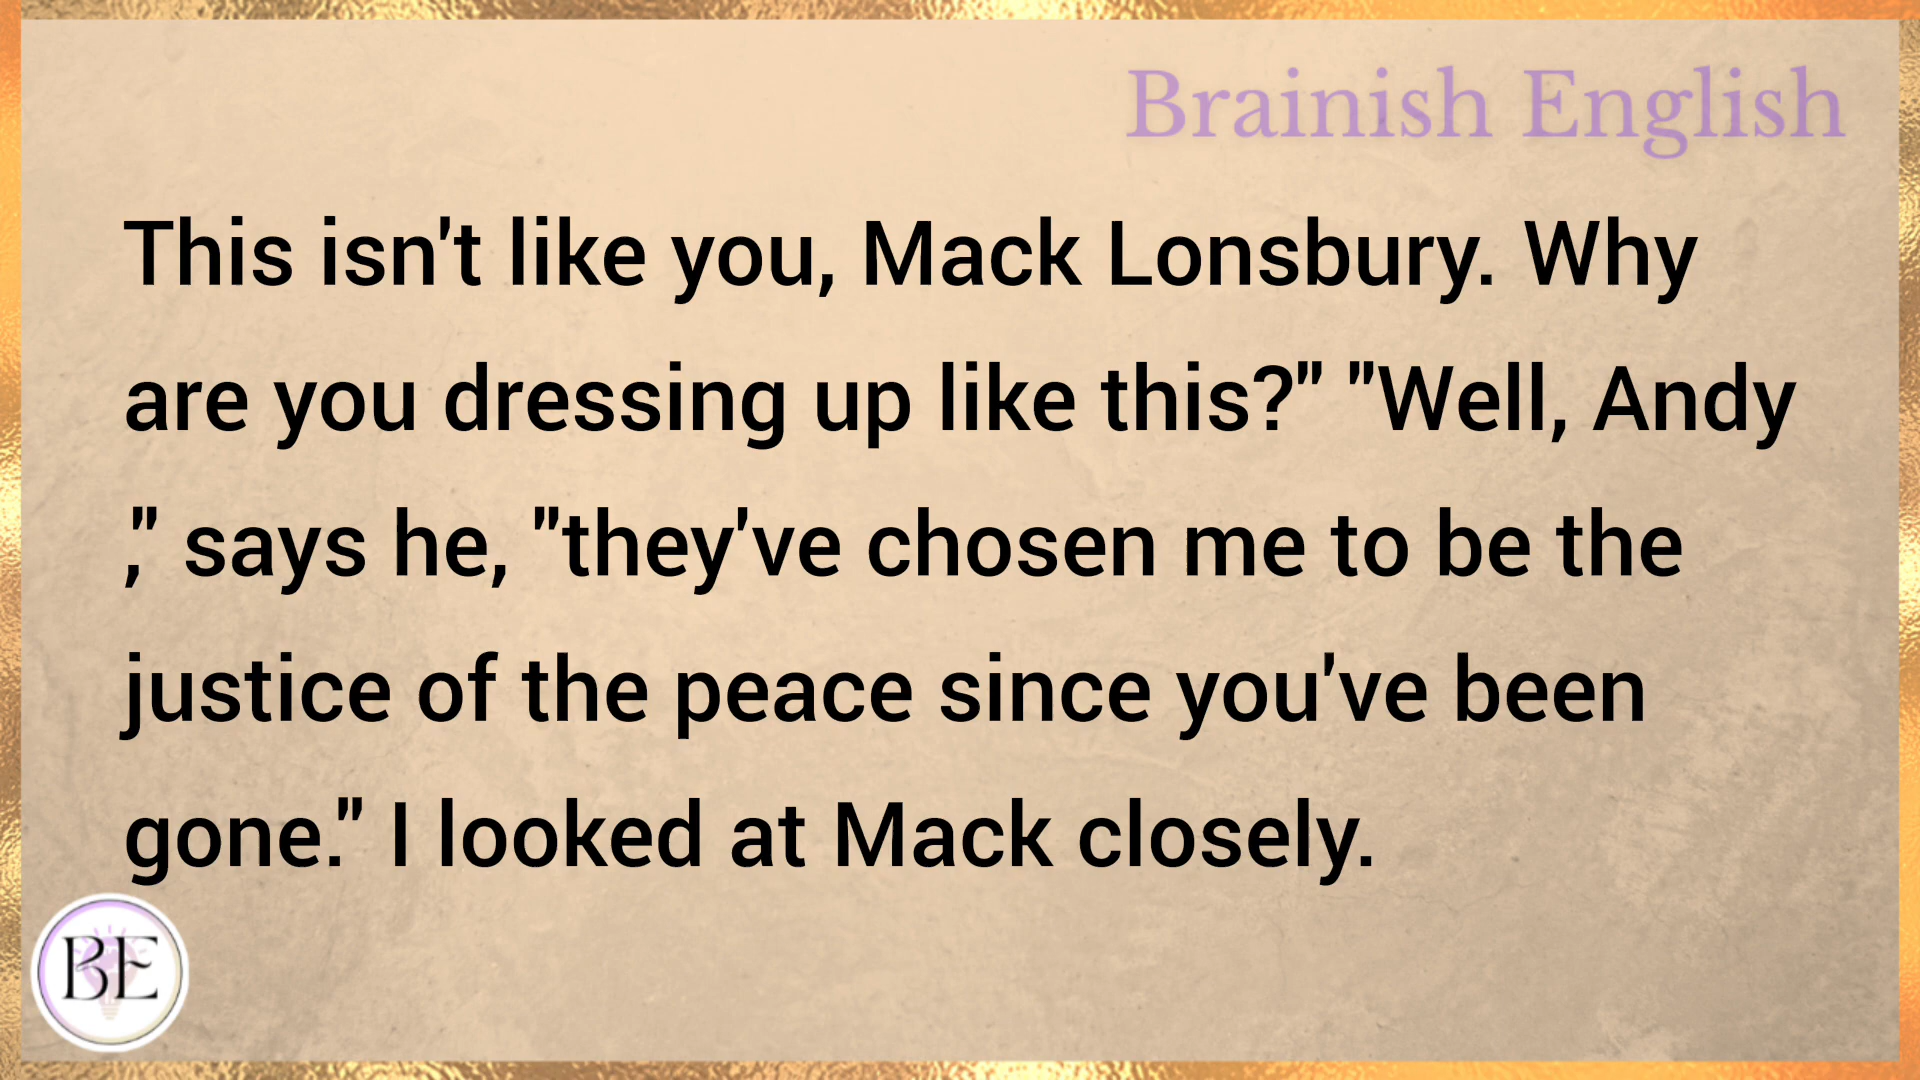 Brainish English
This isn't like you, Mack Lonsbury. Why
are you dressing up like this?" "Well, Andy
," says he, "they've chosen me to be the
justice of the peace since you've been
gone." I looked at Mack closely.
BE